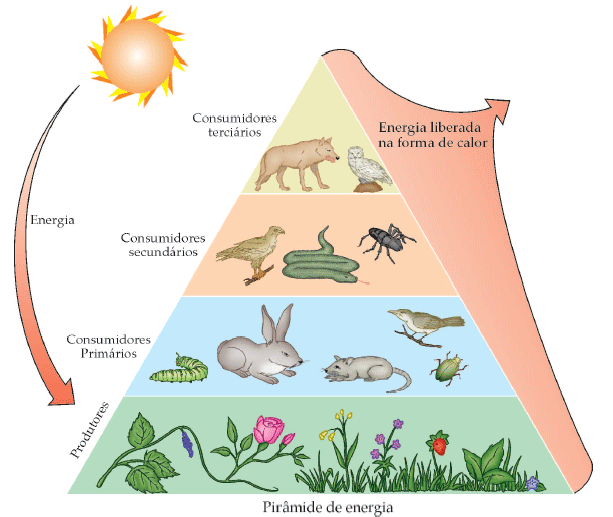 Consumidores
terciários
Energia liberada
na forma de calor
Energia
Consumidores
secundários
Consumidores
Primários
Produtores
Pirâmide de energia